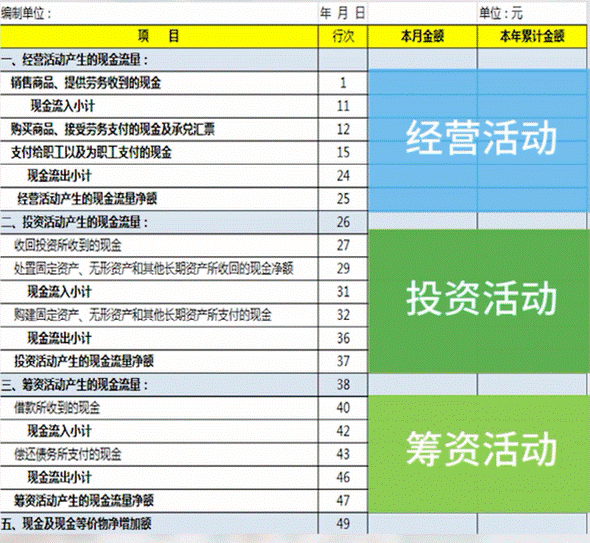 编制单位： 年 月 日 单位：元
项 目 行次 本月金额 本年累计金额
一、经营活动产生的现金流量：
销售商品、提供劳务收到的现金 1
现金流入小计 11
购买商品、接受劳务支付的现金及承兑汇票 12
支付给职工以及为职工支付的现金 15
现金流出小计 24
经营活动产生的现金流量净额 25
经营活动
二、投资活动产生的现金流量： 26
收回投资所收到的现金 27
处置固定资产、无形资产和其他长期资产所收回的现金净额 29
现金流入小计 31
购建固定资产、无形资产和其他长期资产所支付的现金 32
现金流出小计 36
投资活动产生的现金流量净额 37
投资活动
三、筹资活动产生的现金流量： 38
借款所收到的现金 40
现金流入小计 42
偿还债务所支付的现金 43
现金流出小计 46
筹资活动产生的现金流量净额 47
筹资活动
五、现金及现金等价物净增加额 49